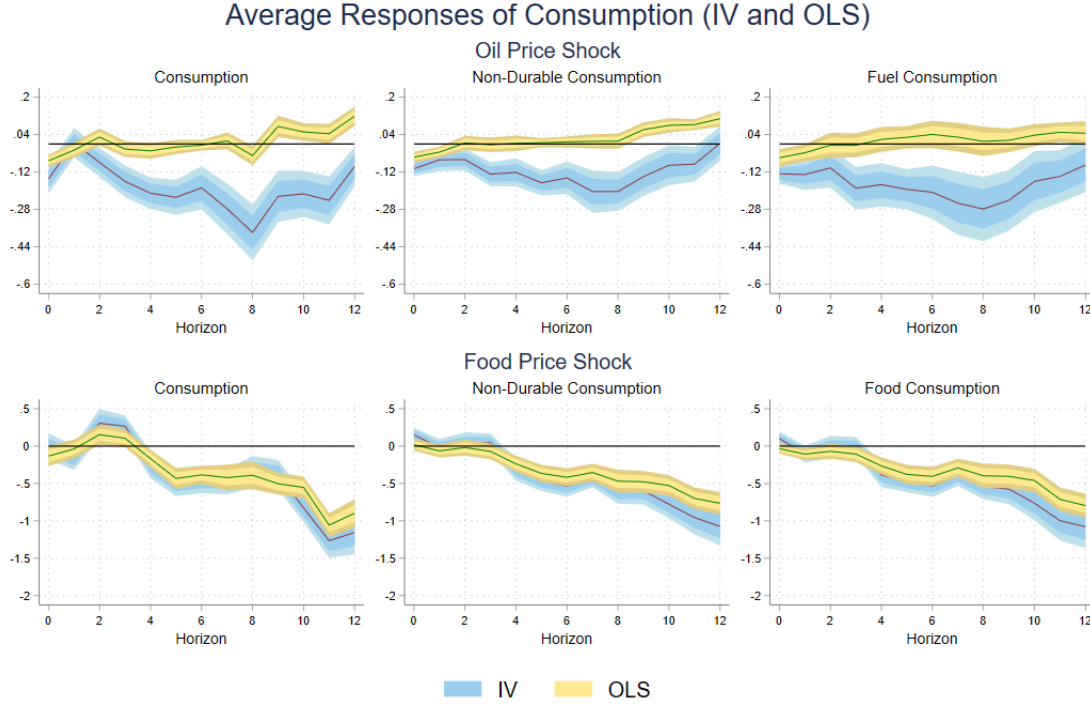 Average Responses of Consumption (IV and OLS)
Oil Price Shock
Consumption
Non-Durable Consumption
Fuel Consumption
.2
.04
-.12
-.28
-.44
-.6
0 2 4 6 8 10 12
Horizon
.2
.04
-.12
-.28
-.44
-.6
0 2 4 6 8 10 12
Horizon
.2
.04
-.12
-.28
-.44
-.6
0 2 4 6 8 10 12
Horizon
Food Price Shock
Consumption
Non-Durable Consumption
Food Consumption
.5
0
-.5
-1
-1.5
-2
0 2 4 6 8 10 12
Horizon
.5
0
-.5
-1
-1.5
-2
0 2 4 6 8 10 12
Horizon
.5
0
-.5
-1
-1.5
-2
0 2 4 6 8 10 12
Horizon
IV OLS